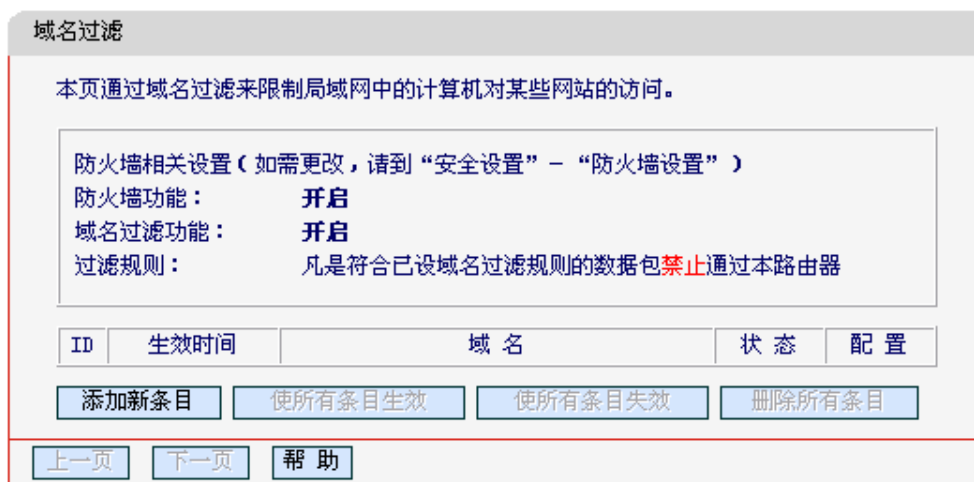 域名过滤
本页通过域名过滤来限制局域网中的计算机对某些网站的访问。
防火墙相关设置(如需更改,请到“安全设置”-“防火墙设置”)
防火墙功能: 开启
域名过滤功能: 开启
过滤规则: 凡是符合已设域名过滤规则的数据包禁止通过本路由器
ID 生效时间 域 名 状 态 配 置
添加新条目 使所有条目生效 使所有条目失效 删除所有条目
上一页 下一页 帮 助